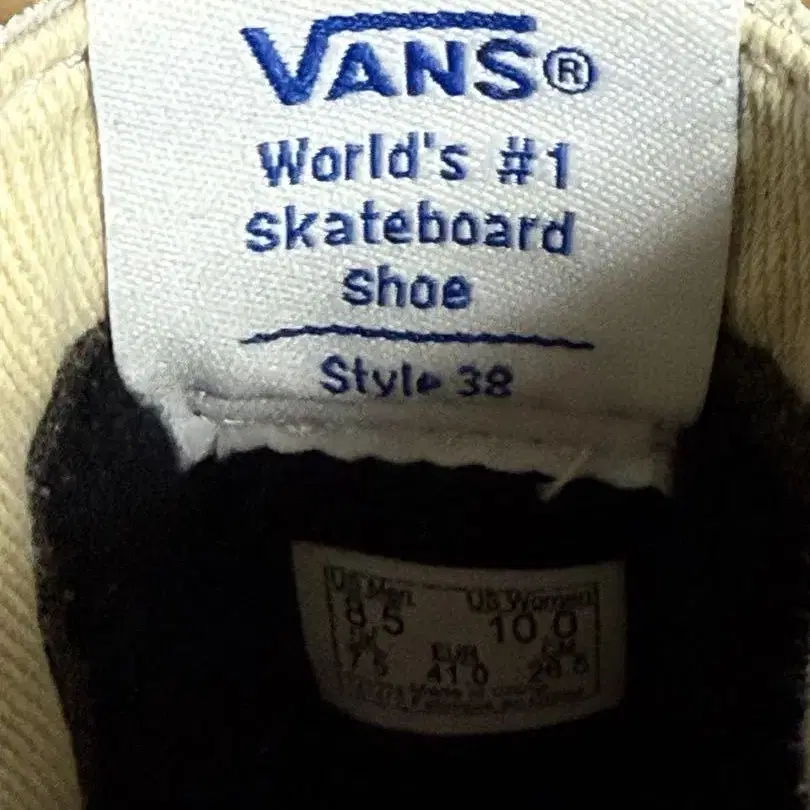 VANS®
World's #1
Skateboard
Shoe
Style 38
US Men US Women
8.5 10.0
UK EUR CM
7.5 41.0 26.5